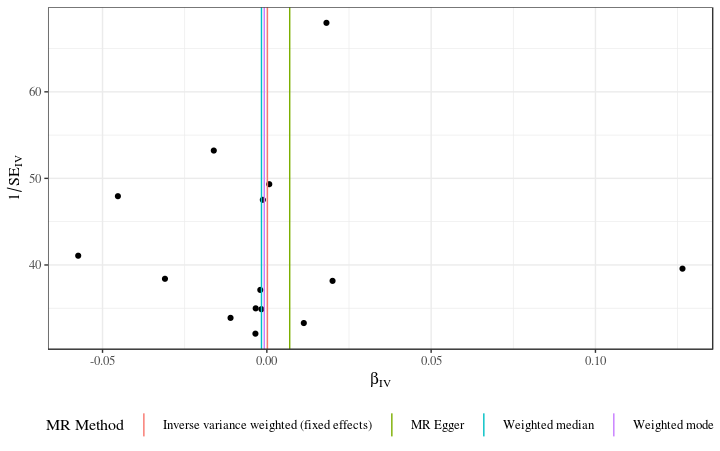 1/SE_IV
60
50
40
-0.05 0.00 0.05 0.10
β_IV
MR Method Inverse variance weighted (fixed effects) MR Egger Weighted median Weighted mode